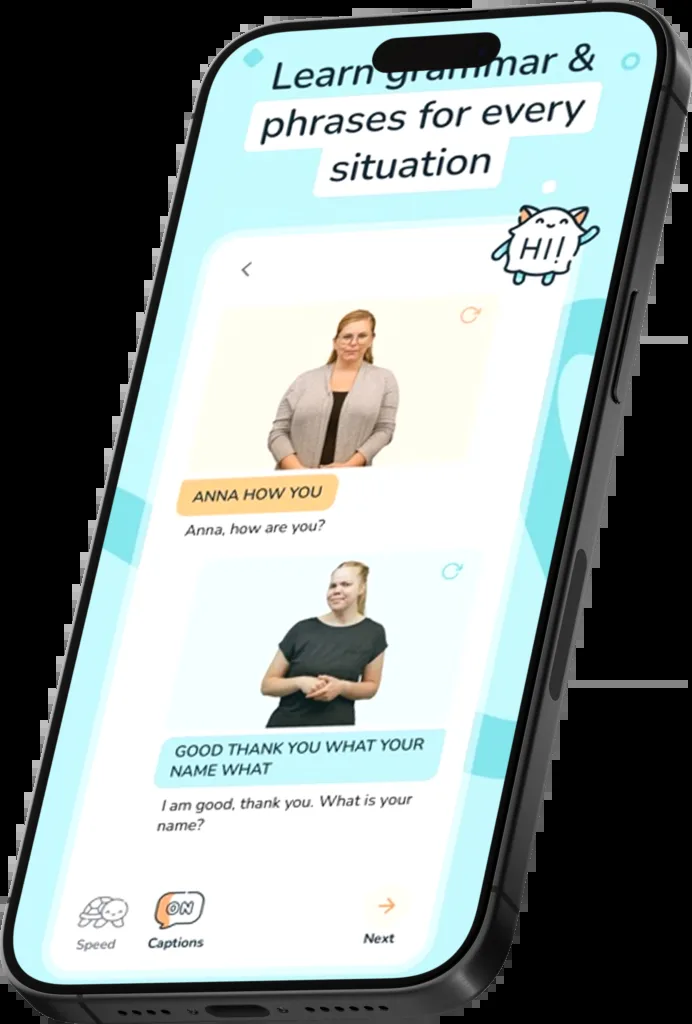 Learn grammar &
phrases for every
situation
HI!
ANNA HOW YOU
Anna, how are you?
GOOD THANK YOU WHAT YOUR
NAME WHAT
I am good, thank you. What is your
name?
ON
Speed
Captions
Next